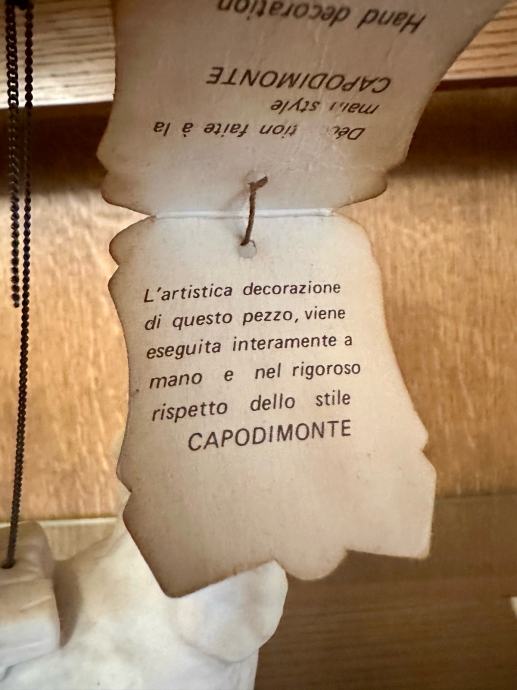 Hand decoration
CAPODIMONTE
main style
Décoration faite à la
L'artistica decorazione
di questo pezzo, viene
eseguita interamente a
mano e nel rigoroso
rispetto dello stile
CAPODIMONTE